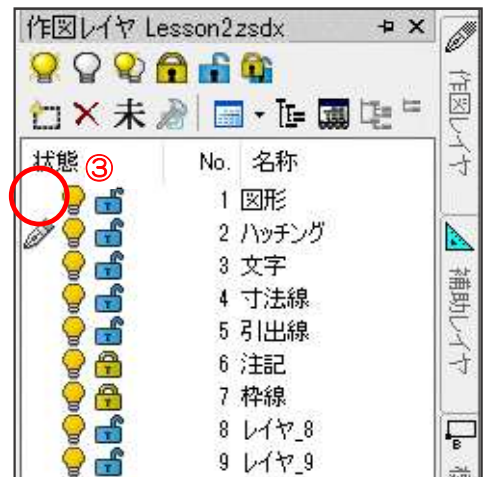 作図レイヤ Lesson2.zsdx
未
状態 ③ No. 名称
1 図形
2 ハッチング
3 文字
4 寸法線
5 引出線
6 注記
7 枠線
8 レイヤ_8
9 レイヤ_9
作図レイヤ
補助レイヤ
B